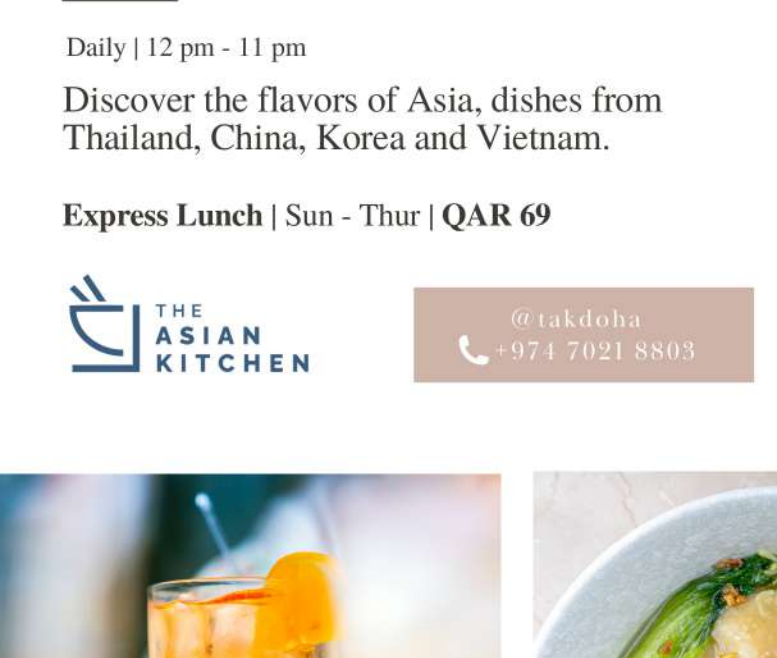 Daily | 12 pm - 11 pm
Discover the flavors of Asia, dishes from
Thailand, China, Korea and Vietnam.
Express Lunch | Sun - Thur | QAR 69
THE
ASIAN
KITCHEN
@takdoha
+974 7021 8803